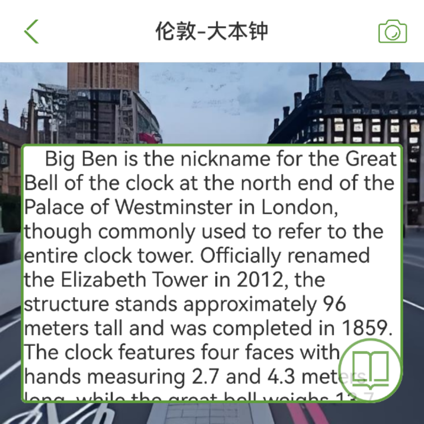 伦敦-大本钟
Big Ben is the nickname for the Great
Bell of the clock at the north end of the
Palace of Westminster in London,
though commonly used to refer to the
entire clock tower. Officially renamed
the Elizabeth Tower in 2012, the
structure stands approximately 96
meters tall and was completed in 1859.
The clock features four faces with
hands measuring 2.7 and 4.3 meters
long, while the great bell weighs 13.7